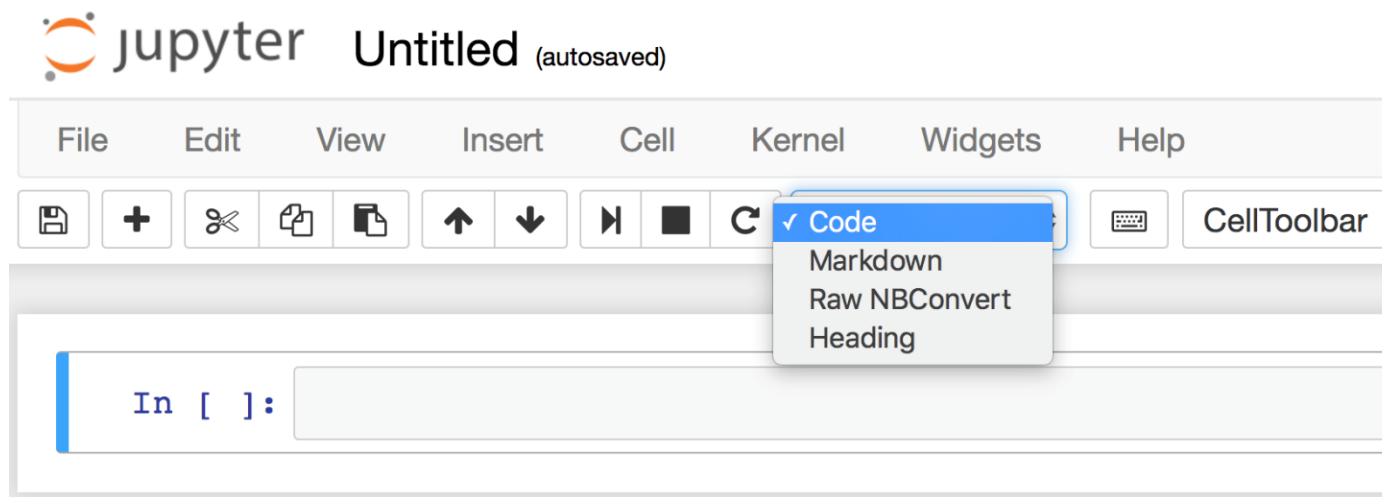 jupyter Untitled (autosaved)
File Edit View Insert Cell Kernel Widgets Help
✓ Code CellToolbar
Markdown
Raw NBConvert
Heading
In [ ]: